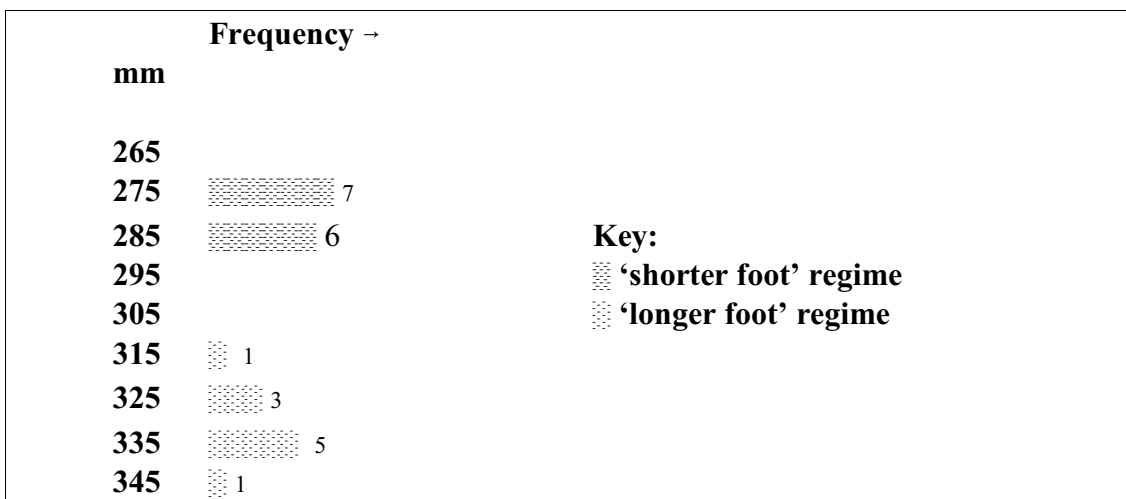 Frequency →
mm
265
275 ░░░░░░░ 7
285 ░░░░░░ 6 Key:
295 ░ ‘shorter foot’ regime
305 ░ ‘longer foot’ regime
315 ░ 1
325 ░░░ 3
335 ░░░░░ 5
345 ░ 1